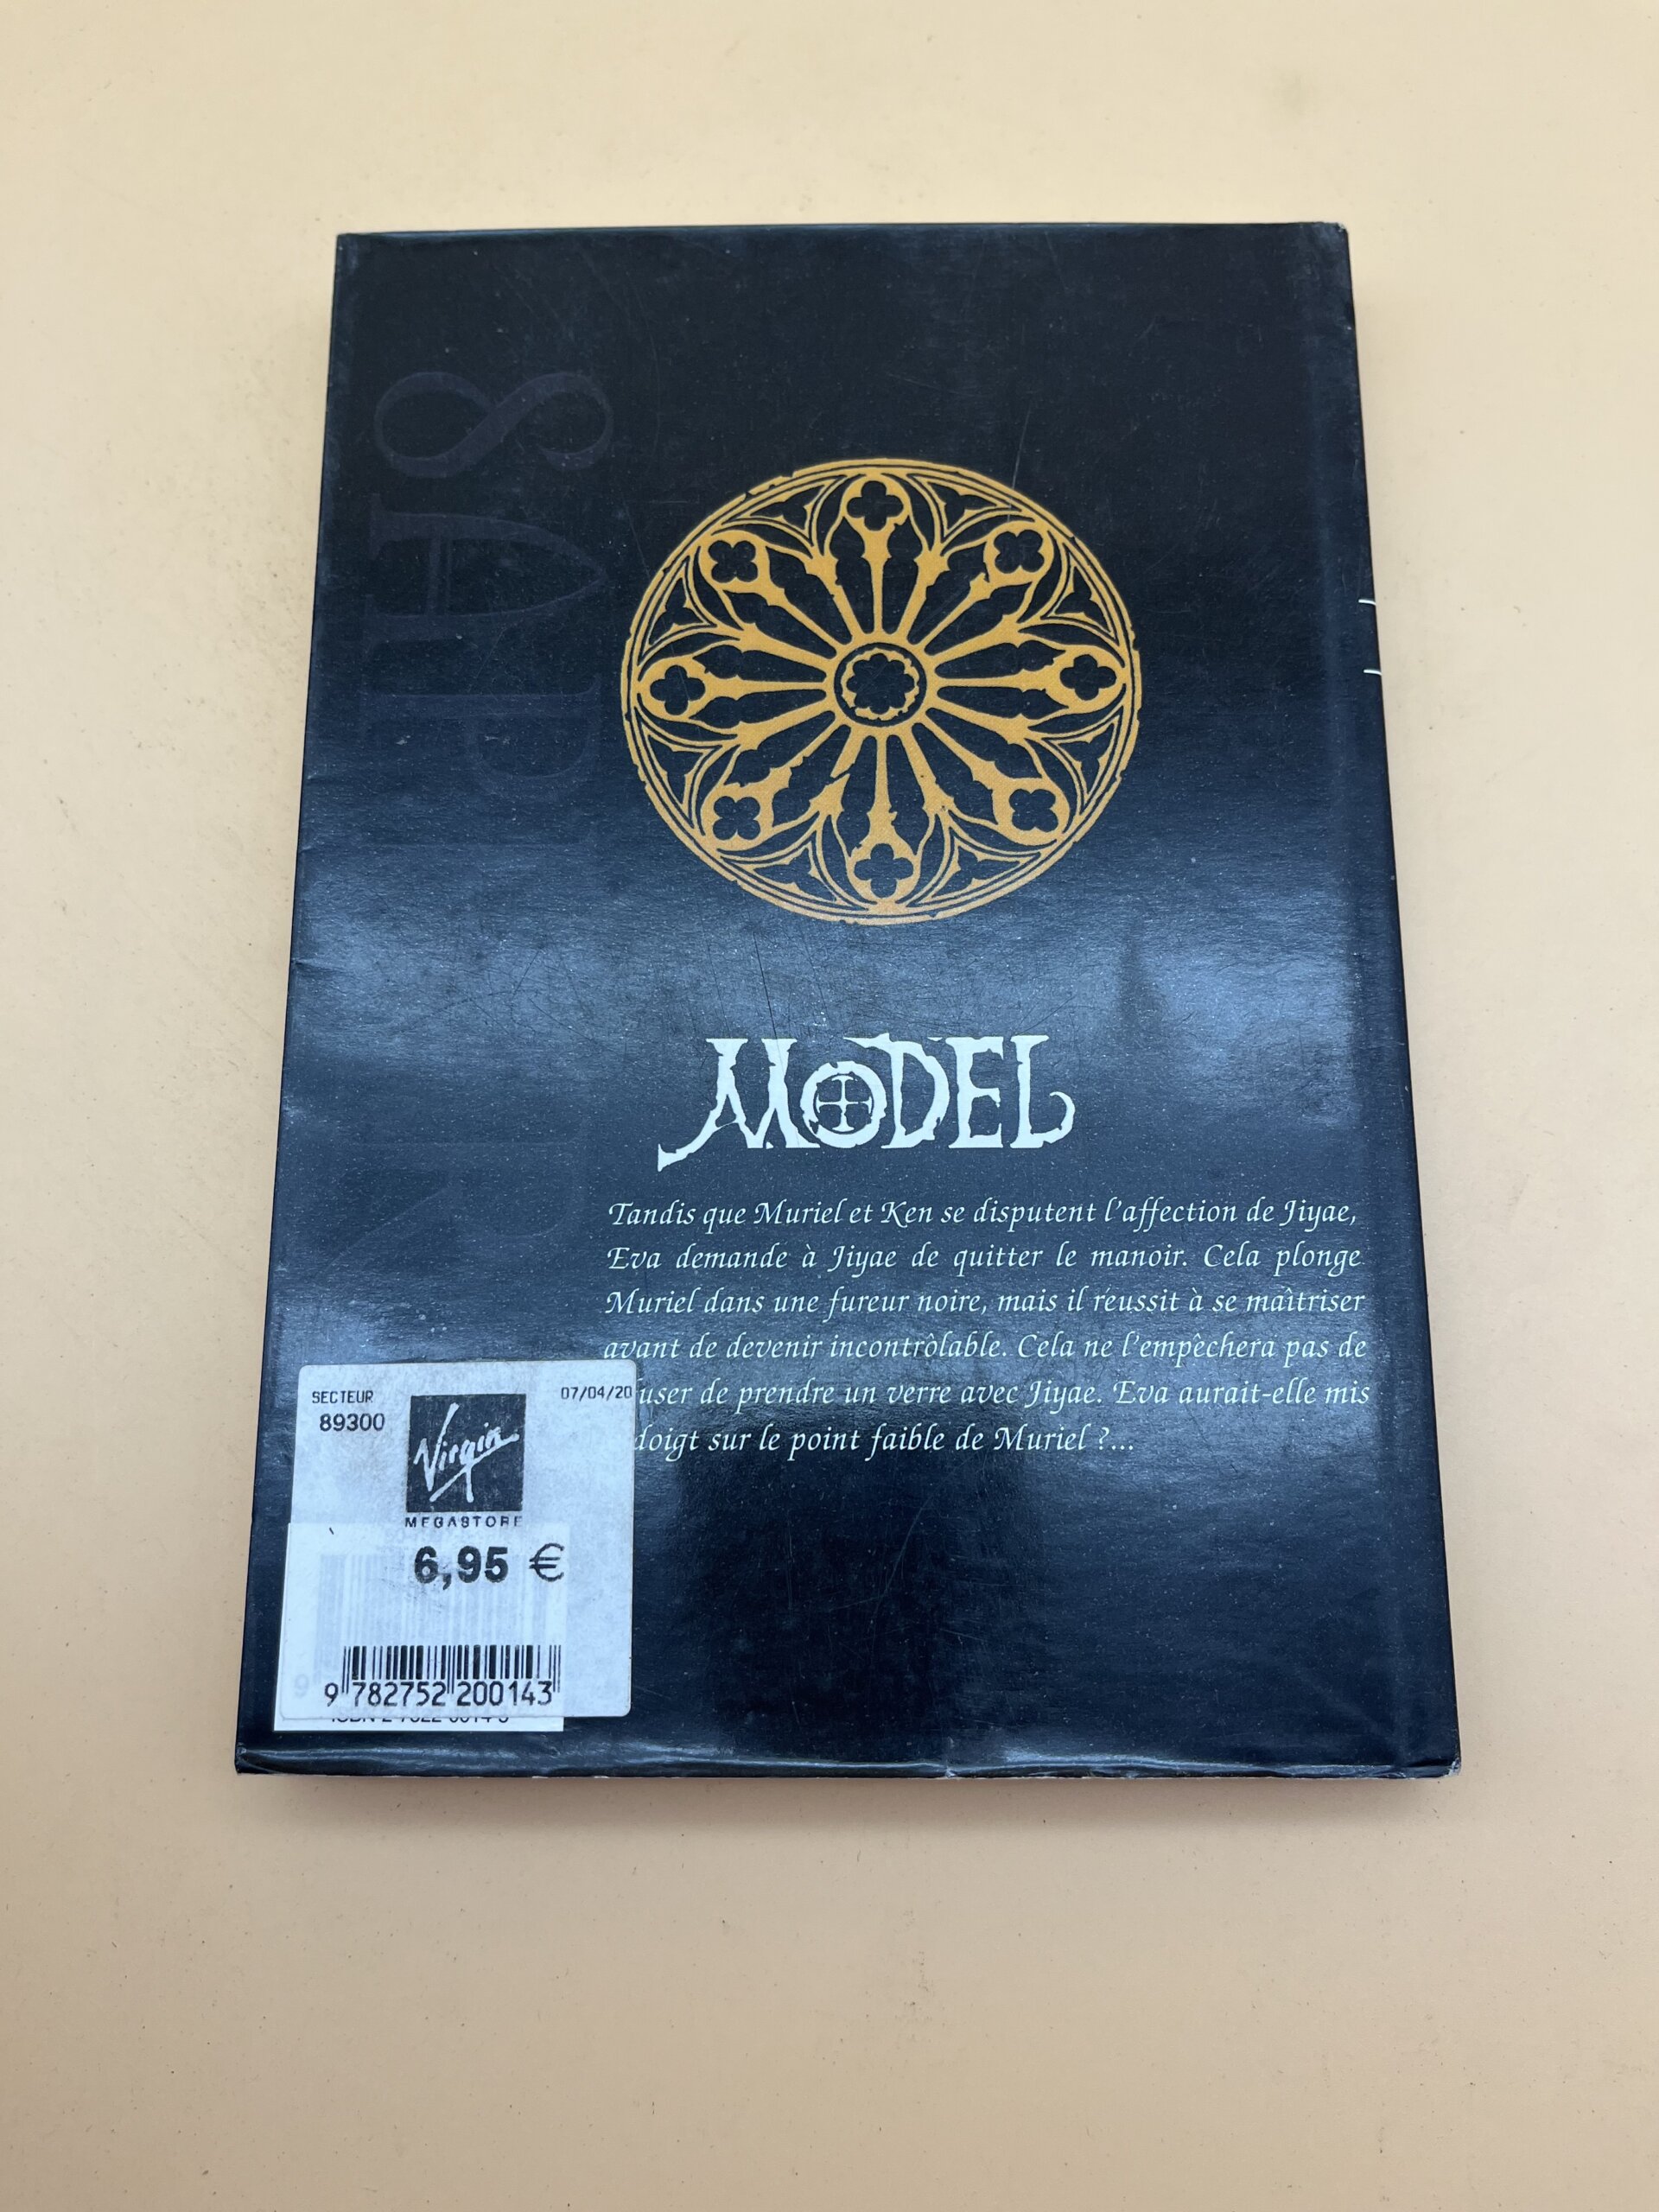 MODEL
Tandis que Muriel et Ken se disputent l'affection de Jiyae,
Eva demande à Jiyae de quitter le manoir. Cela plonge
Muriel dans une fureur noire, mais il réussit à se maîtriser
avant de devenir incontrôlable. Cela ne l'empêchera pas de
user de prendre un verre avec Jiyae. Eva aurait-elle mis
doigt sur le point faible de Muriel ?...
SECTEUR
89300
07/04/20
Virgin
MEGASTORE
6,95 €
9 782752 200143